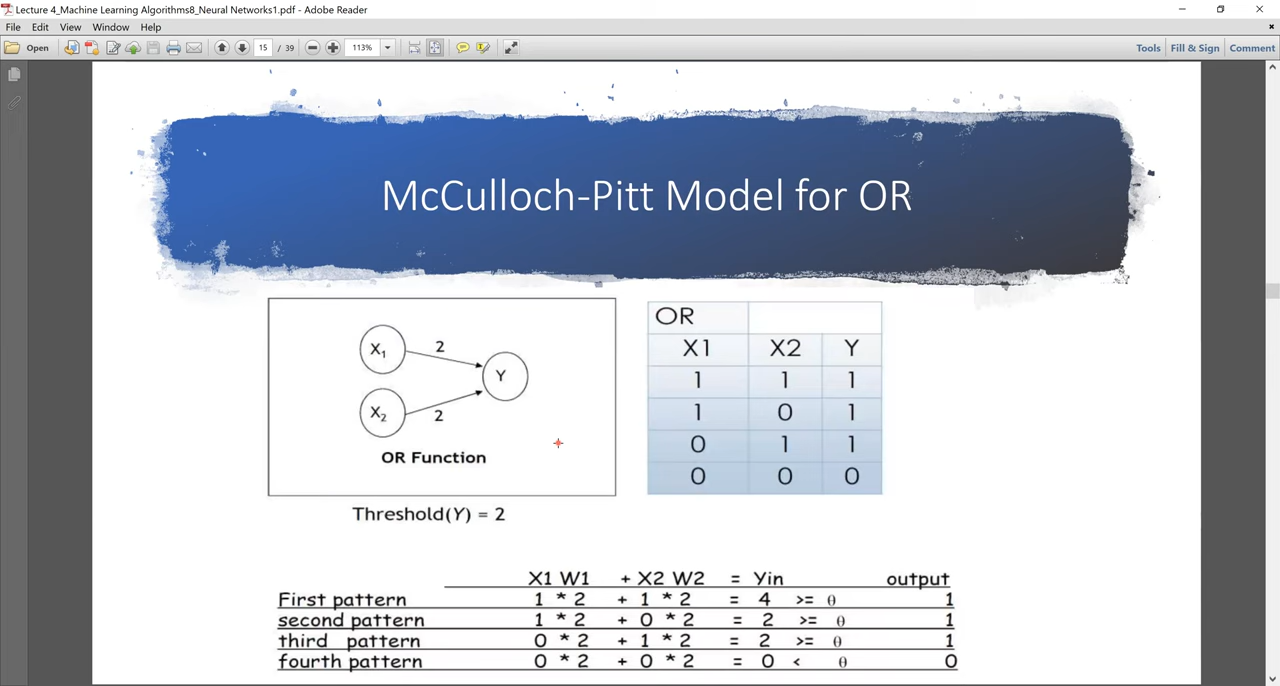 Lecture 4_Machine Learning Algorithms8_Neural Networks1.pdf - Adobe Reader
File Edit View Window Help
Open 15 / 39 113% Tools Fill & Sign Comment
McCulloch-Pitt Model for OR
X1 2
Y
X2 2
OR Function
Threshold(Y) = 2
OR
X1 X2 Y
1 1 1
1 0 1
0 1 1
0 0 0
X1 W1 + X2 W2 = Yin output
First pattern 1 * 2 + 1 * 2 = 4 >= θ 1
second pattern 1 * 2 + 0 * 2 = 2 >= θ 1
third pattern 0 * 2 + 1 * 2 = 2 >= θ 1
fourth pattern 0 * 2 + 0 * 2 = 0 < θ 0